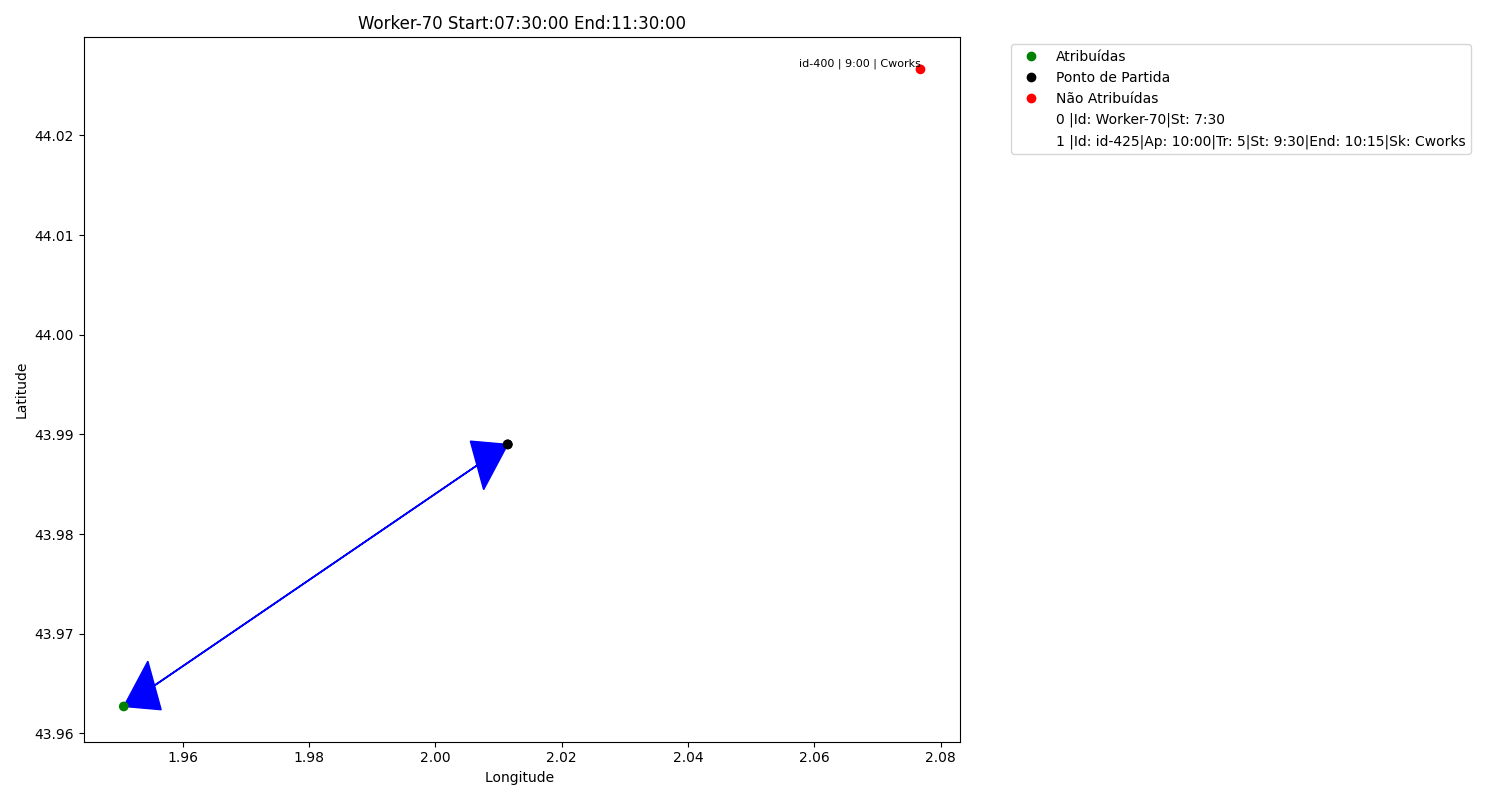 Worker-70 Start:07:30:00 End:11:30:00
id-400 | 9:00 | Cworks
Atribuídas
Ponto de Partida
Não Atribuídas
0 |Id: Worker-70|St: 7:30
1 |Id: id-425|Ap: 10:00|Tr: 5|St: 9:30|End: 10:15|Sk: Cworks
Latitude
44.02
44.01
44.00
43.99
43.98
43.97
43.96
1.96 1.98 2.00 2.02 2.04 2.06 2.08
Longitude